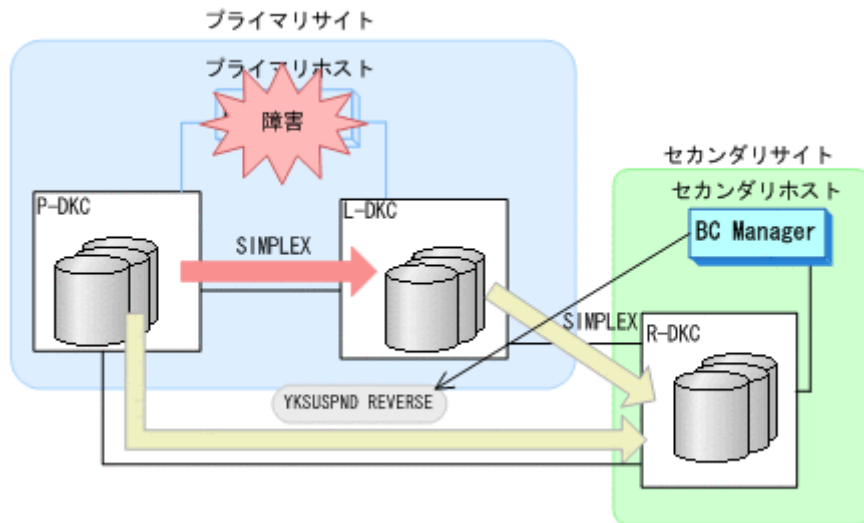 プライマリサイト
プライマリホスト
障害
セカンダリサイト
セカンダリホスト
P-DKC
L-DKC
BC Manager
SIMPLEX
SIMPLEX
R-DKC
YKSUSPND REVERSE